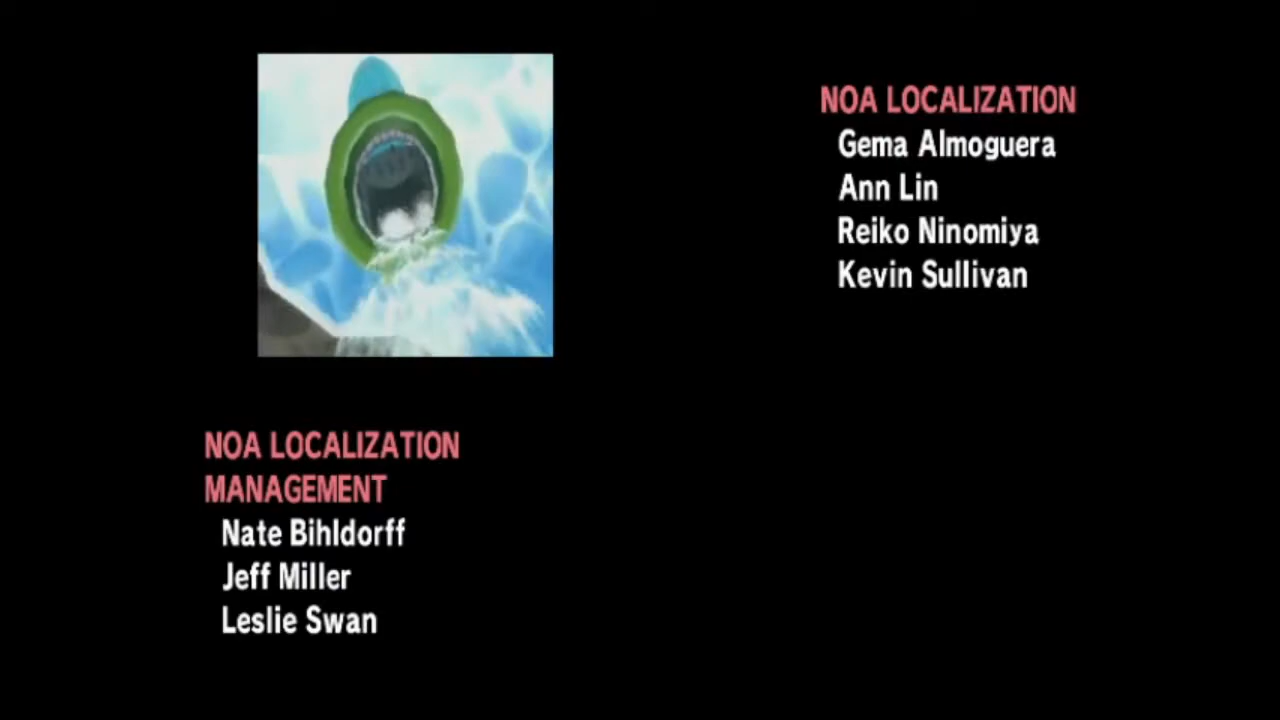 NOA LOCALIZATION
Gema Almoguera
Ann Lin
Reiko Ninomiya
Kevin Sullivan
NOA LOCALIZATION
MANAGEMENT
Nate Bihldorff
Jeff Miller
Leslie Swan